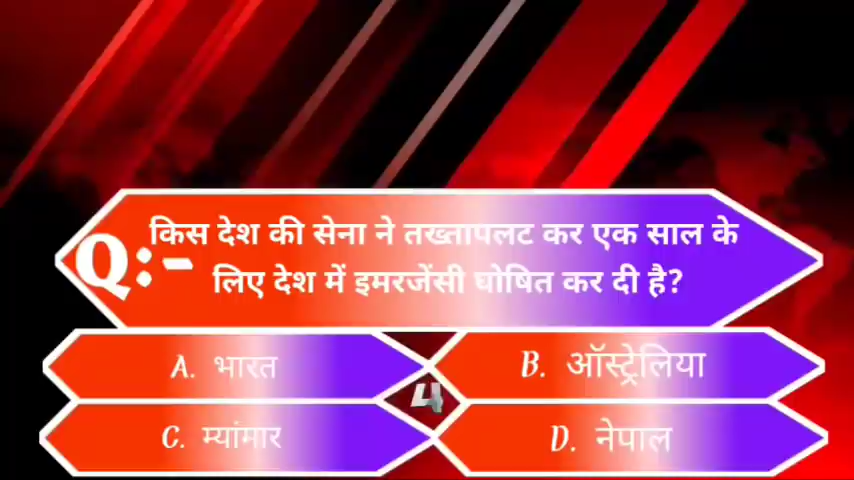 Q:- किस देश की सेना ने तख्तापलट कर एक साल के
लिए देश में इमरजेंसी घोषित कर दी है?
A. भारत
B. ऑस्ट्रेलिया
4
C. म्यांमार
D. नेपाल